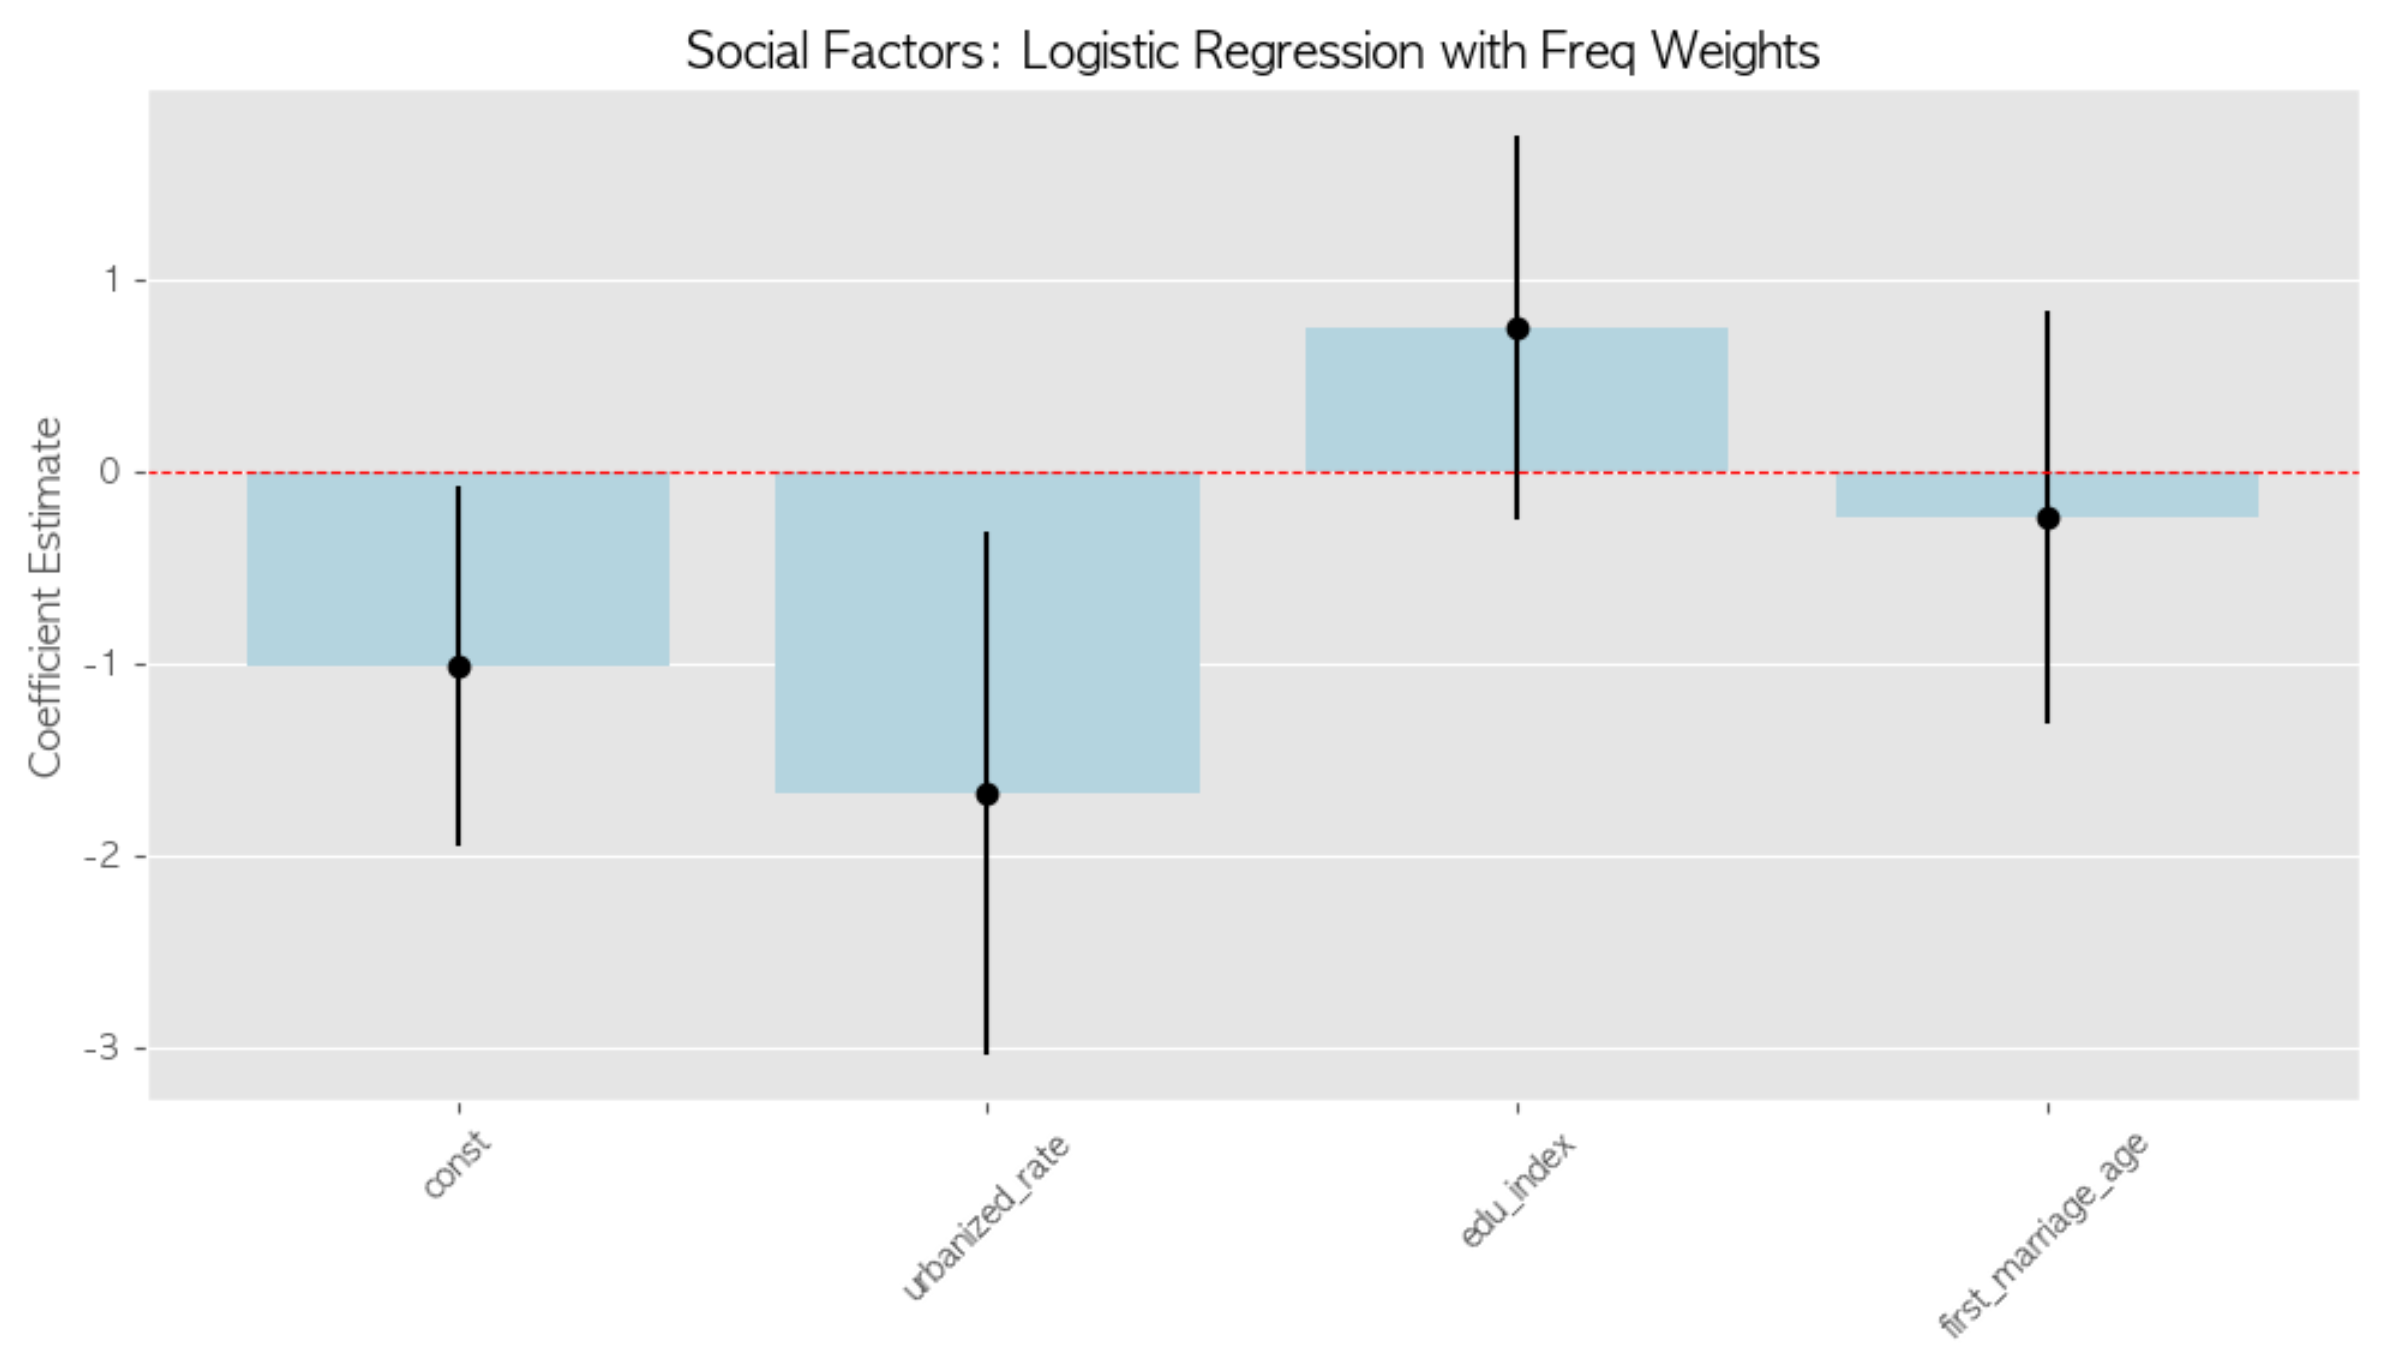 Social Factors: Logistic Regression with Freq Weights
Coefficient Estimate
1
0
-1
-2
-3
const
urbanized_rate
edu_index
first_marriage_age